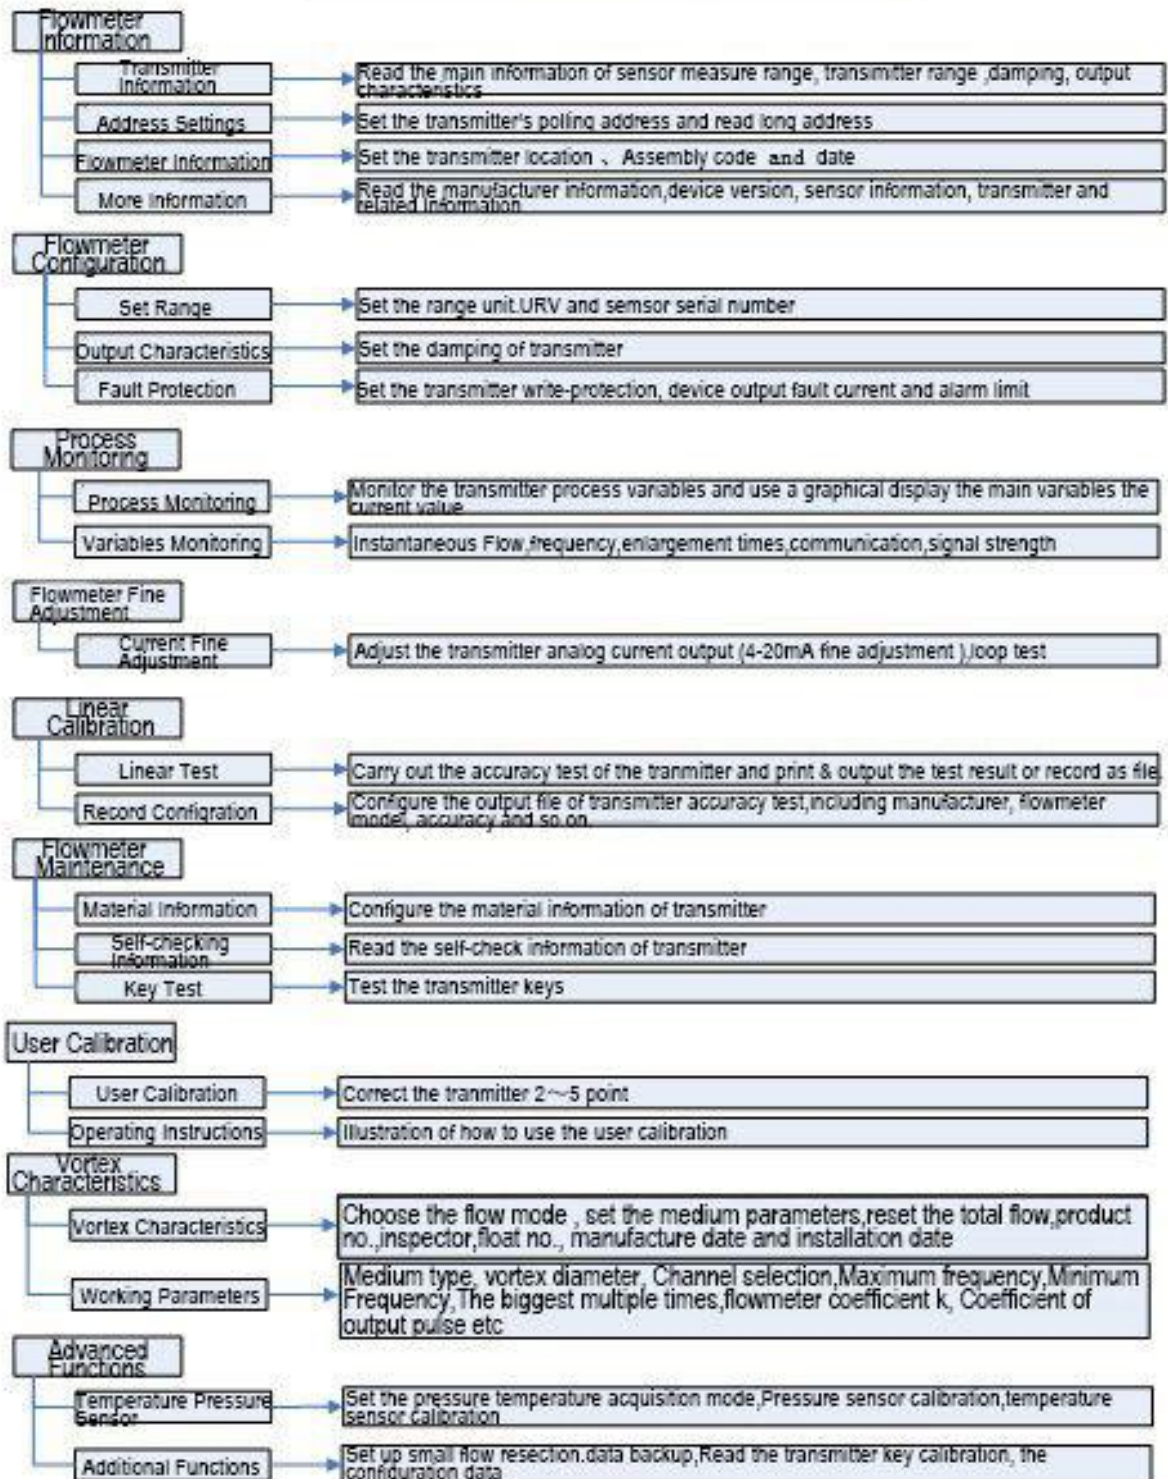 Flowmeter
Information
Transmitter
Information
Read the main information of sensor measure range, transimitter range ,damping, output
characteristics
Address Settings
Set the transmitter's polling address and read long address
Flowmeter Information
Set the transmitter location 、 Assembly code and date
More Information
Read the manufacturer information,device version, sensor information, transmitter and
related Information
Flowmeter
Configuration
Set Range
Set the range unit.URV and semsor serial number
Output Characteristics
Set the damping of transmitter
Fault Protection
Set the transmitter write-protection, device output fault current and alarm limit
Process
Monitoring
Process Monitoring
Monitor the transmitter process variables and use a graphical display the main variables the
current value
Variables Monitoring
Instantaneous Flow,frequency,enlargement times,communication,signal strength
Flowmeter Fine
Adjustment
Current Fine
Adjustment
Adjust the transmitter analog current output (4-20mA fine adjustment ),loop test
Linear
Calibration
Linear Test
Carry out the accuracy test of the tranmitter and print & output the test result or record as file.
Record Configration
Configure the output file of transmitter accuracy test,including manufacturer, flowmeter
model, accuracy and so on.
Flowmeter
Maintenance
Material Information
Configure the material information of transmitter
Self-checking
Information
Read the self-check information of transmitter
Key Test
Test the transmitter keys
User Calibration
User Calibration
Correct the tranmitter 2～5 point
Operating Instructions
Illustration of how to use the user calibration
Vortex
Characteristics
Vortex Characteristics
Choose the flow mode , set the medium parameters,reset the total flow,product
no.,inspector,float no., manufacture date and installation date
Working Parameters
Medium type, vortex diameter, Channel selection,Maximum frequency,Minimum
Frequency,The biggest multiple times,flowmeter coefficient k, Coefficient of
output pulse etc
Advanced
Functions
Temperature Pressure
Sensor
Set the pressure temperature acquisition mode,Pressure sensor calibration,temperature
sensor calibration
Additional Functions
Set up small flow resection.data backup,Read the transmitter key calibration, the
configuration data